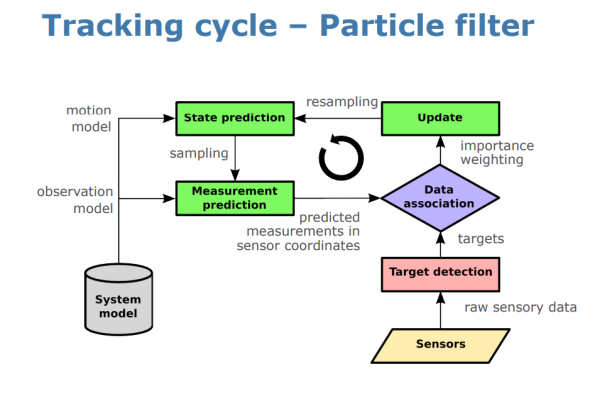 Tracking cycle – Particle filter
motion
model
State prediction
resampling
Update
sampling
importance
weighting
observation
model
Measurement
prediction
Data
association
predicted
measurements in
sensor coordinates
targets
Target detection
System
model
raw sensory data
Sensors